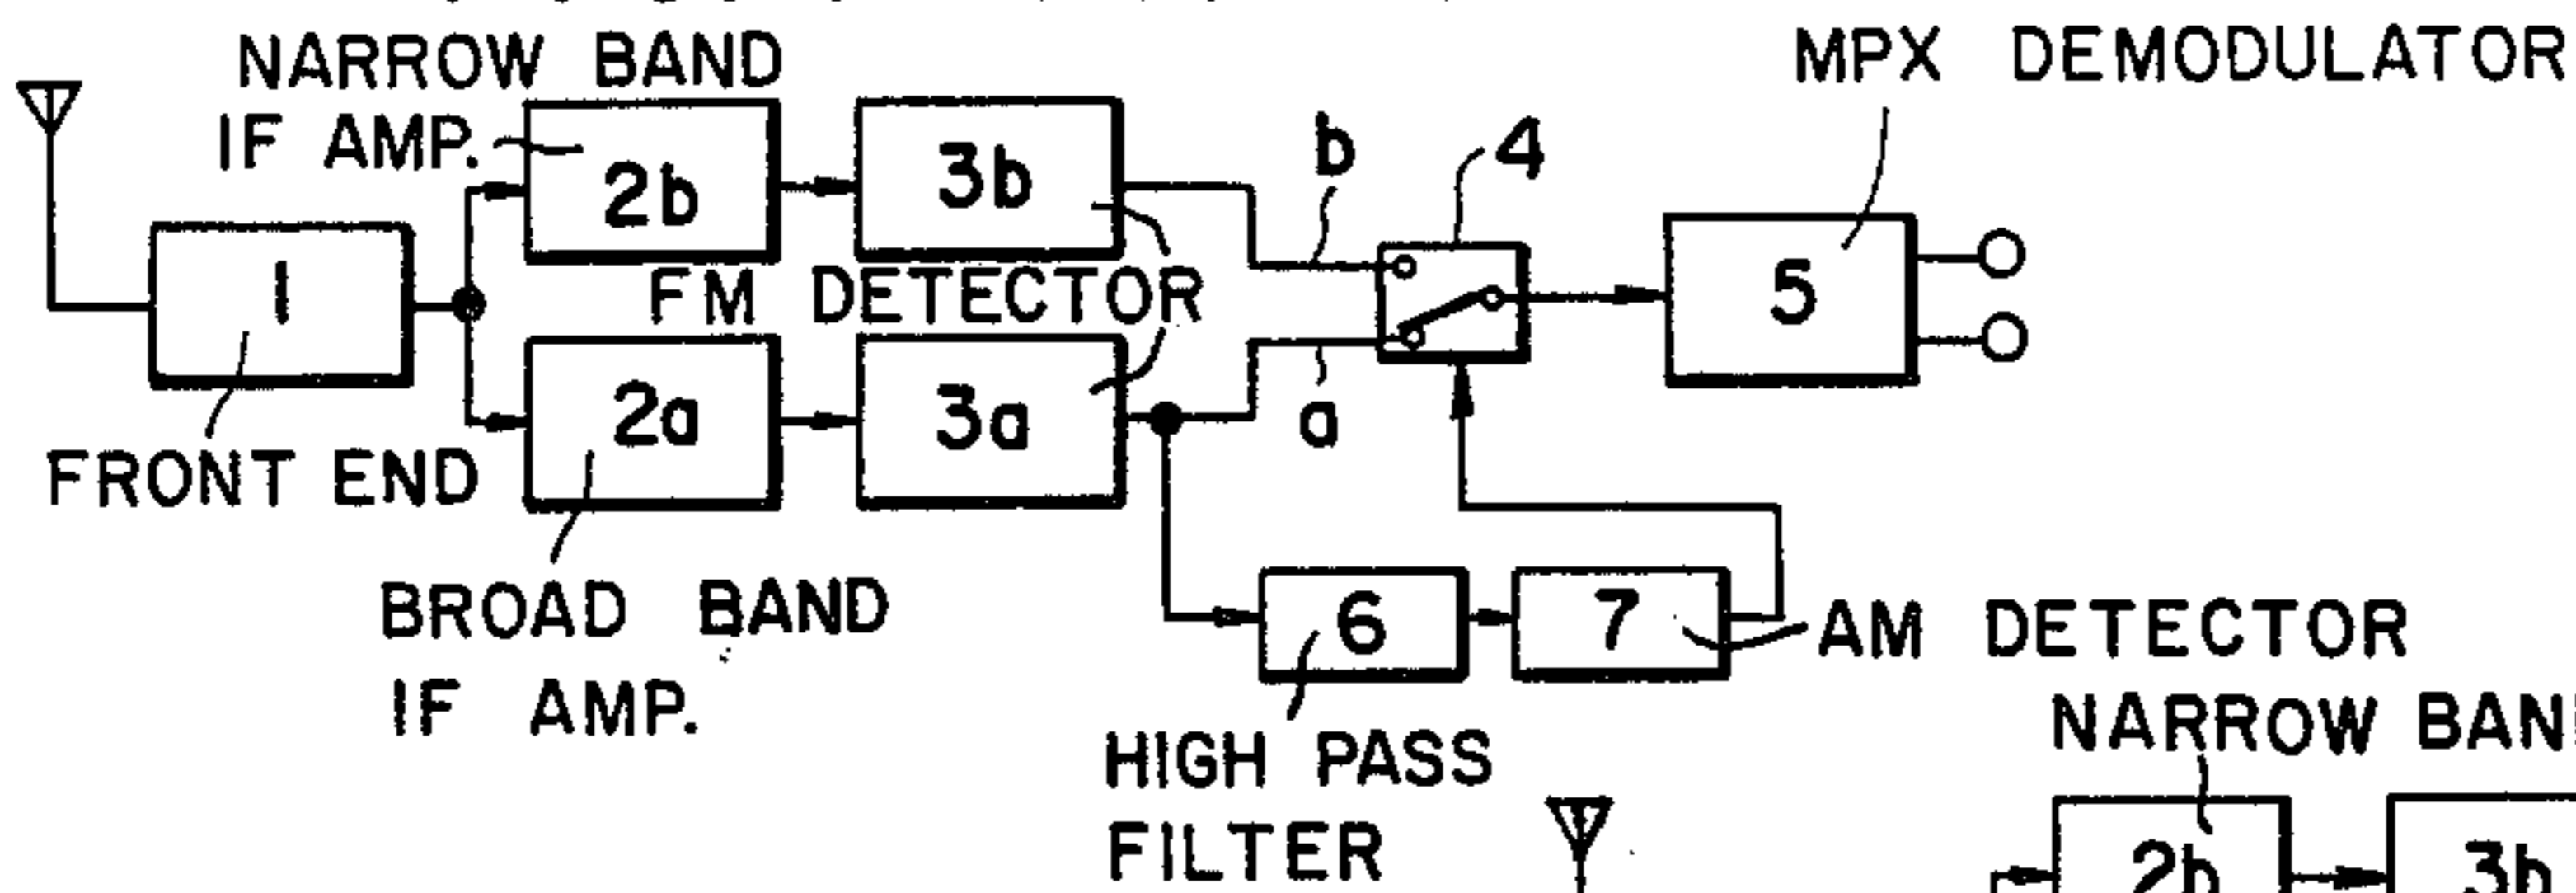 NARROW BAND
IF AMP.
MPX DEMODULATOR
2b
3b
b
4
1
FM DETECTOR
5
2a
3a
a
FRONT END
BROAD BAND
IF AMP.
6
7
AM DETECTOR
HIGH PASS
FILTER
NARROW
2b
3b